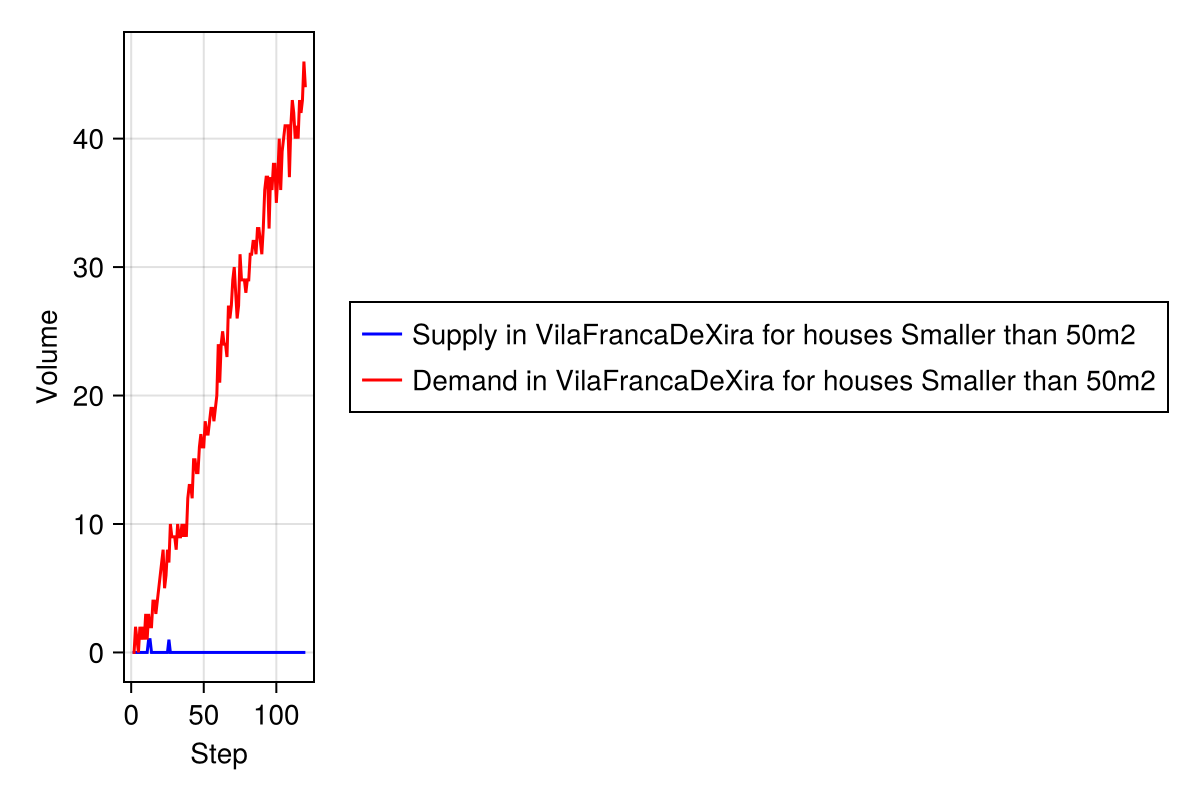 Volume
40
30
20
10
0
0 50 100
Step
Supply in VilaFrancaDeXira for houses Smaller than 50m2
Demand in VilaFrancaDeXira for houses Smaller than 50m2